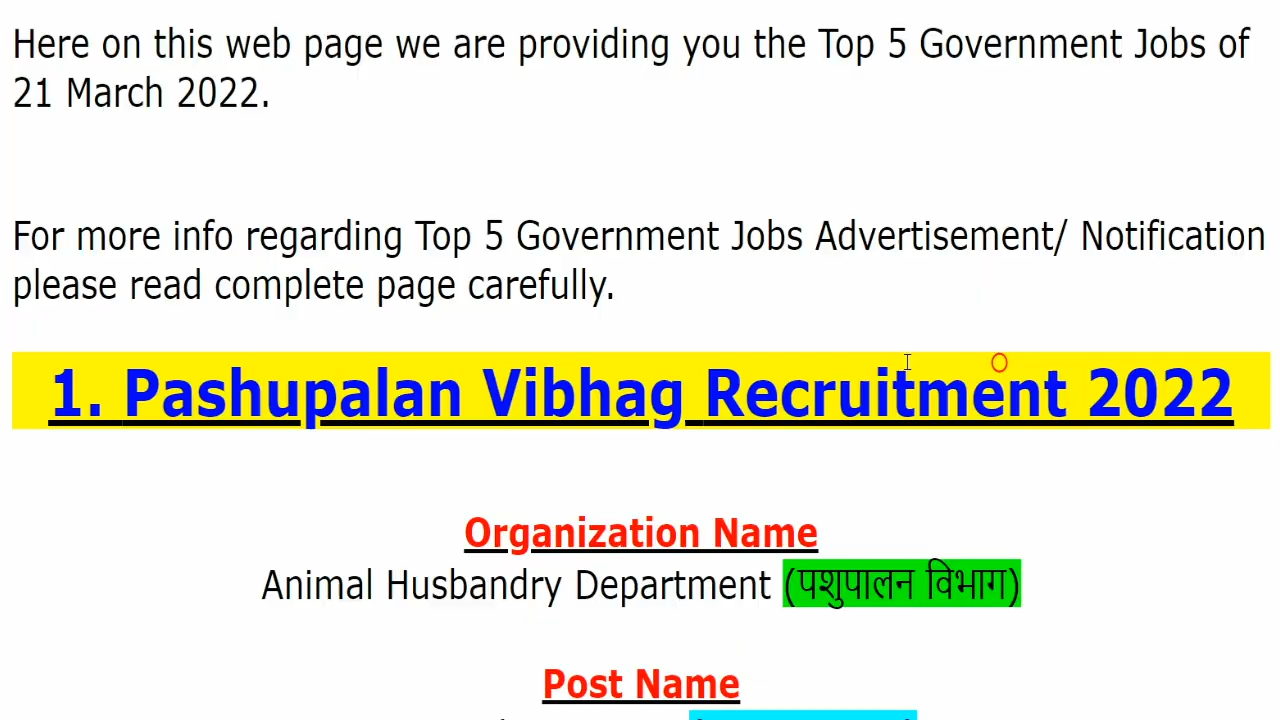 Here on this web page we are providing you the Top 5 Government Jobs of
21 March 2022.
For more info regarding Top 5 Government Jobs Advertisement/ Notification
please read complete page carefully.
1. Pashupalan Vibhag Recruitment 2022
Organization Name
Animal Husbandry Department (पशुपालन विभाग)
Post Name